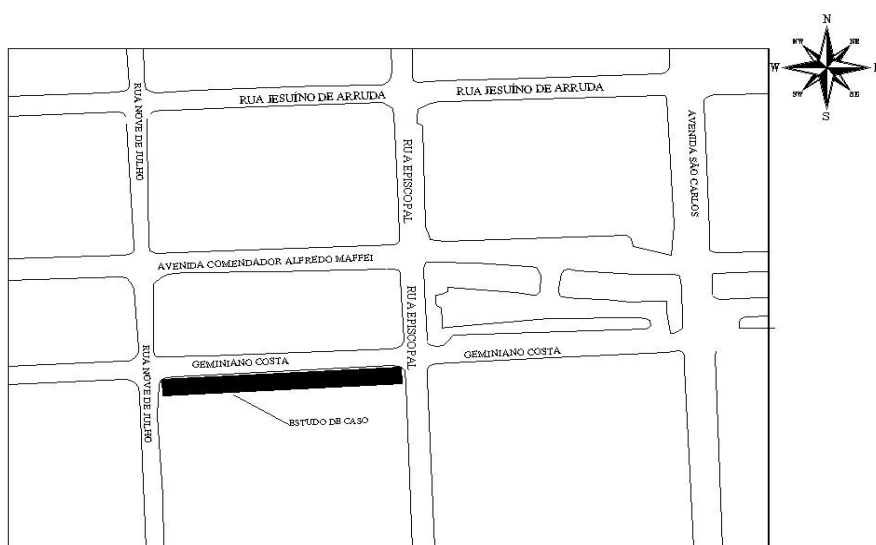 N
NW
NE
W
E
SW
SE
S
RUA NOVE DE JULHO
RUA JESUÍNO DE ARRUDA
RUA JESUÍNO DE ARRUDA
RUA EPISCOPAL
AVENIDA SÃO CARLOS
AVENIDA COMENDADOR ALFREDO MAFFEI
RUA EPISCOPAL
RUA NOVE DE JULHO
GEMINIANO COSTA
GEMINIANO COSTA
ESTUDO DE CASO